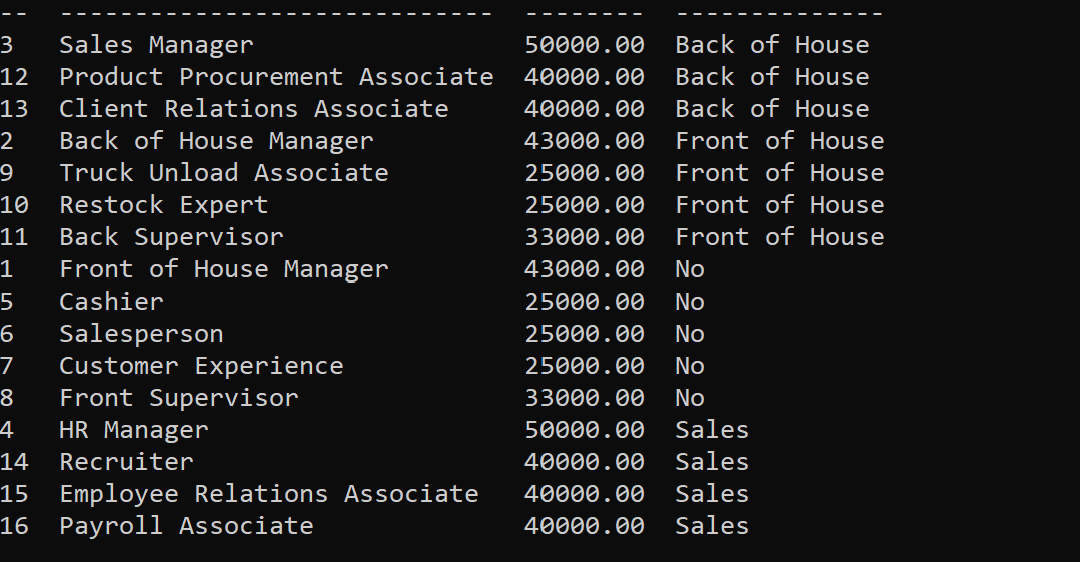 --  -----------------------------  --------  --------------
3   Sales Manager                  50000.00  Back of House
12  Product Procurement Associate  40000.00  Back of House
13  Client Relations Associate     40000.00  Back of House
2   Back of House Manager          43000.00  Front of House
9   Truck Unload Associate         25000.00  Front of House
10  Restock Expert                 25000.00  Front of House
11  Back Supervisor                33000.00  Front of House
1   Front of House Manager         43000.00  No
5   Cashier                        25000.00  No
6   Salesperson                    25000.00  No
7   Customer Experience            25000.00  No
8   Front Supervisor               33000.00  No
4   HR Manager                     50000.00  Sales
14  Recruiter                      40000.00  Sales
15  Employee Relations Associate   40000.00  Sales
16  Payroll Associate              40000.00  Sales